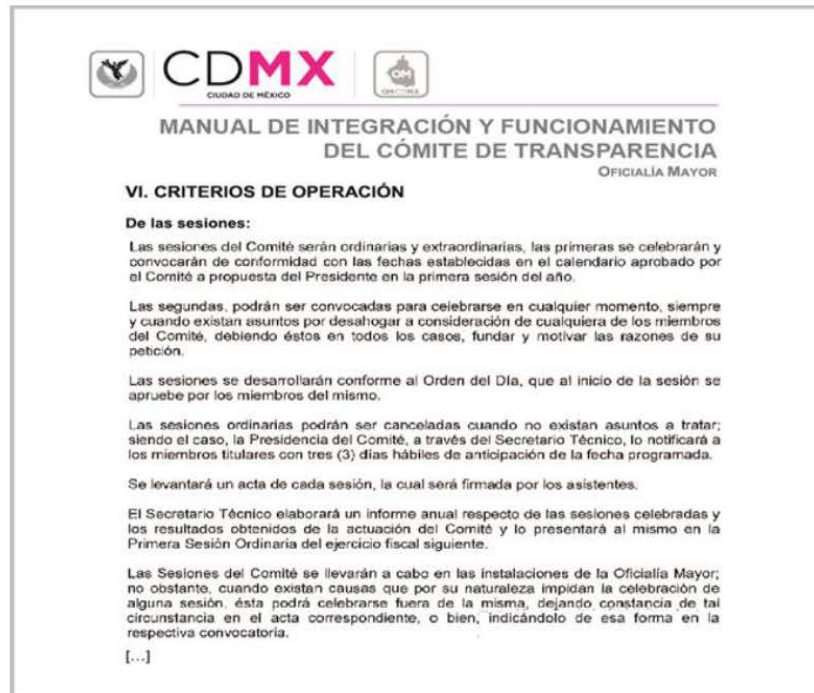 CDMX
CIUDAD DE MÉXICO
OM
MANUAL DE INTEGRACIÓN Y FUNCIONAMIENTO
DEL CÓMITE DE TRANSPARENCIA
OFICIALÍA MAYOR
VI. CRITERIOS DE OPERACIÓN
De las sesiones:
Las sesiones del Comité serán ordinarias y extraordinarias, las primeras se celebrarán y
convocarán de conformidad con las fechas establecidas en el calendario aprobado por
el Comité a propuesta del Presidente en la primera sesión del año.
Las segundas, podrán ser convocadas para celebrarse en cualquier momento, siempre
y cuando existan asuntos por desahogar a consideración de cualquiera de los miembros
del Comité, debiendo éstos en todos los casos, fundar y motivar las razones de su
petición.
Las sesiones se desarrollarán conforme al Orden del Día, que al inicio de la sesión se
apruebe por los miembros del mismo.
Las sesiones ordinarias podrán ser canceladas cuando no existan asuntos a tratar;
siendo el caso, la Presidencia del Comité, a través del Secretario Técnico, lo notificará a
los miembros titulares con tres (3) días hábiles de anticipación de la fecha programada.
Se levantará un acta de cada sesión, la cual será firmada por los asistentes.
El Secretario Técnico elaborará un informe anual respecto de las sesiones celebradas y
los resultados obtenidos de la actuación del Comité y lo presentará al mismo en la
Primera Sesión Ordinaria del ejercicio fiscal siguiente.
Las Sesiones del Comité se llevarán a cabo en las instalaciones de la Oficialía Mayor;
no obstante, cuando existan causas que por su naturaleza impidan la celebración de
alguna sesión, ésta podrá celebrarse fuera de la misma, dejando constancia de tal
circunstancia en el acta correspondiente, o bien, indicándolo de esa forma en la
respectiva convocatoria.
[...]